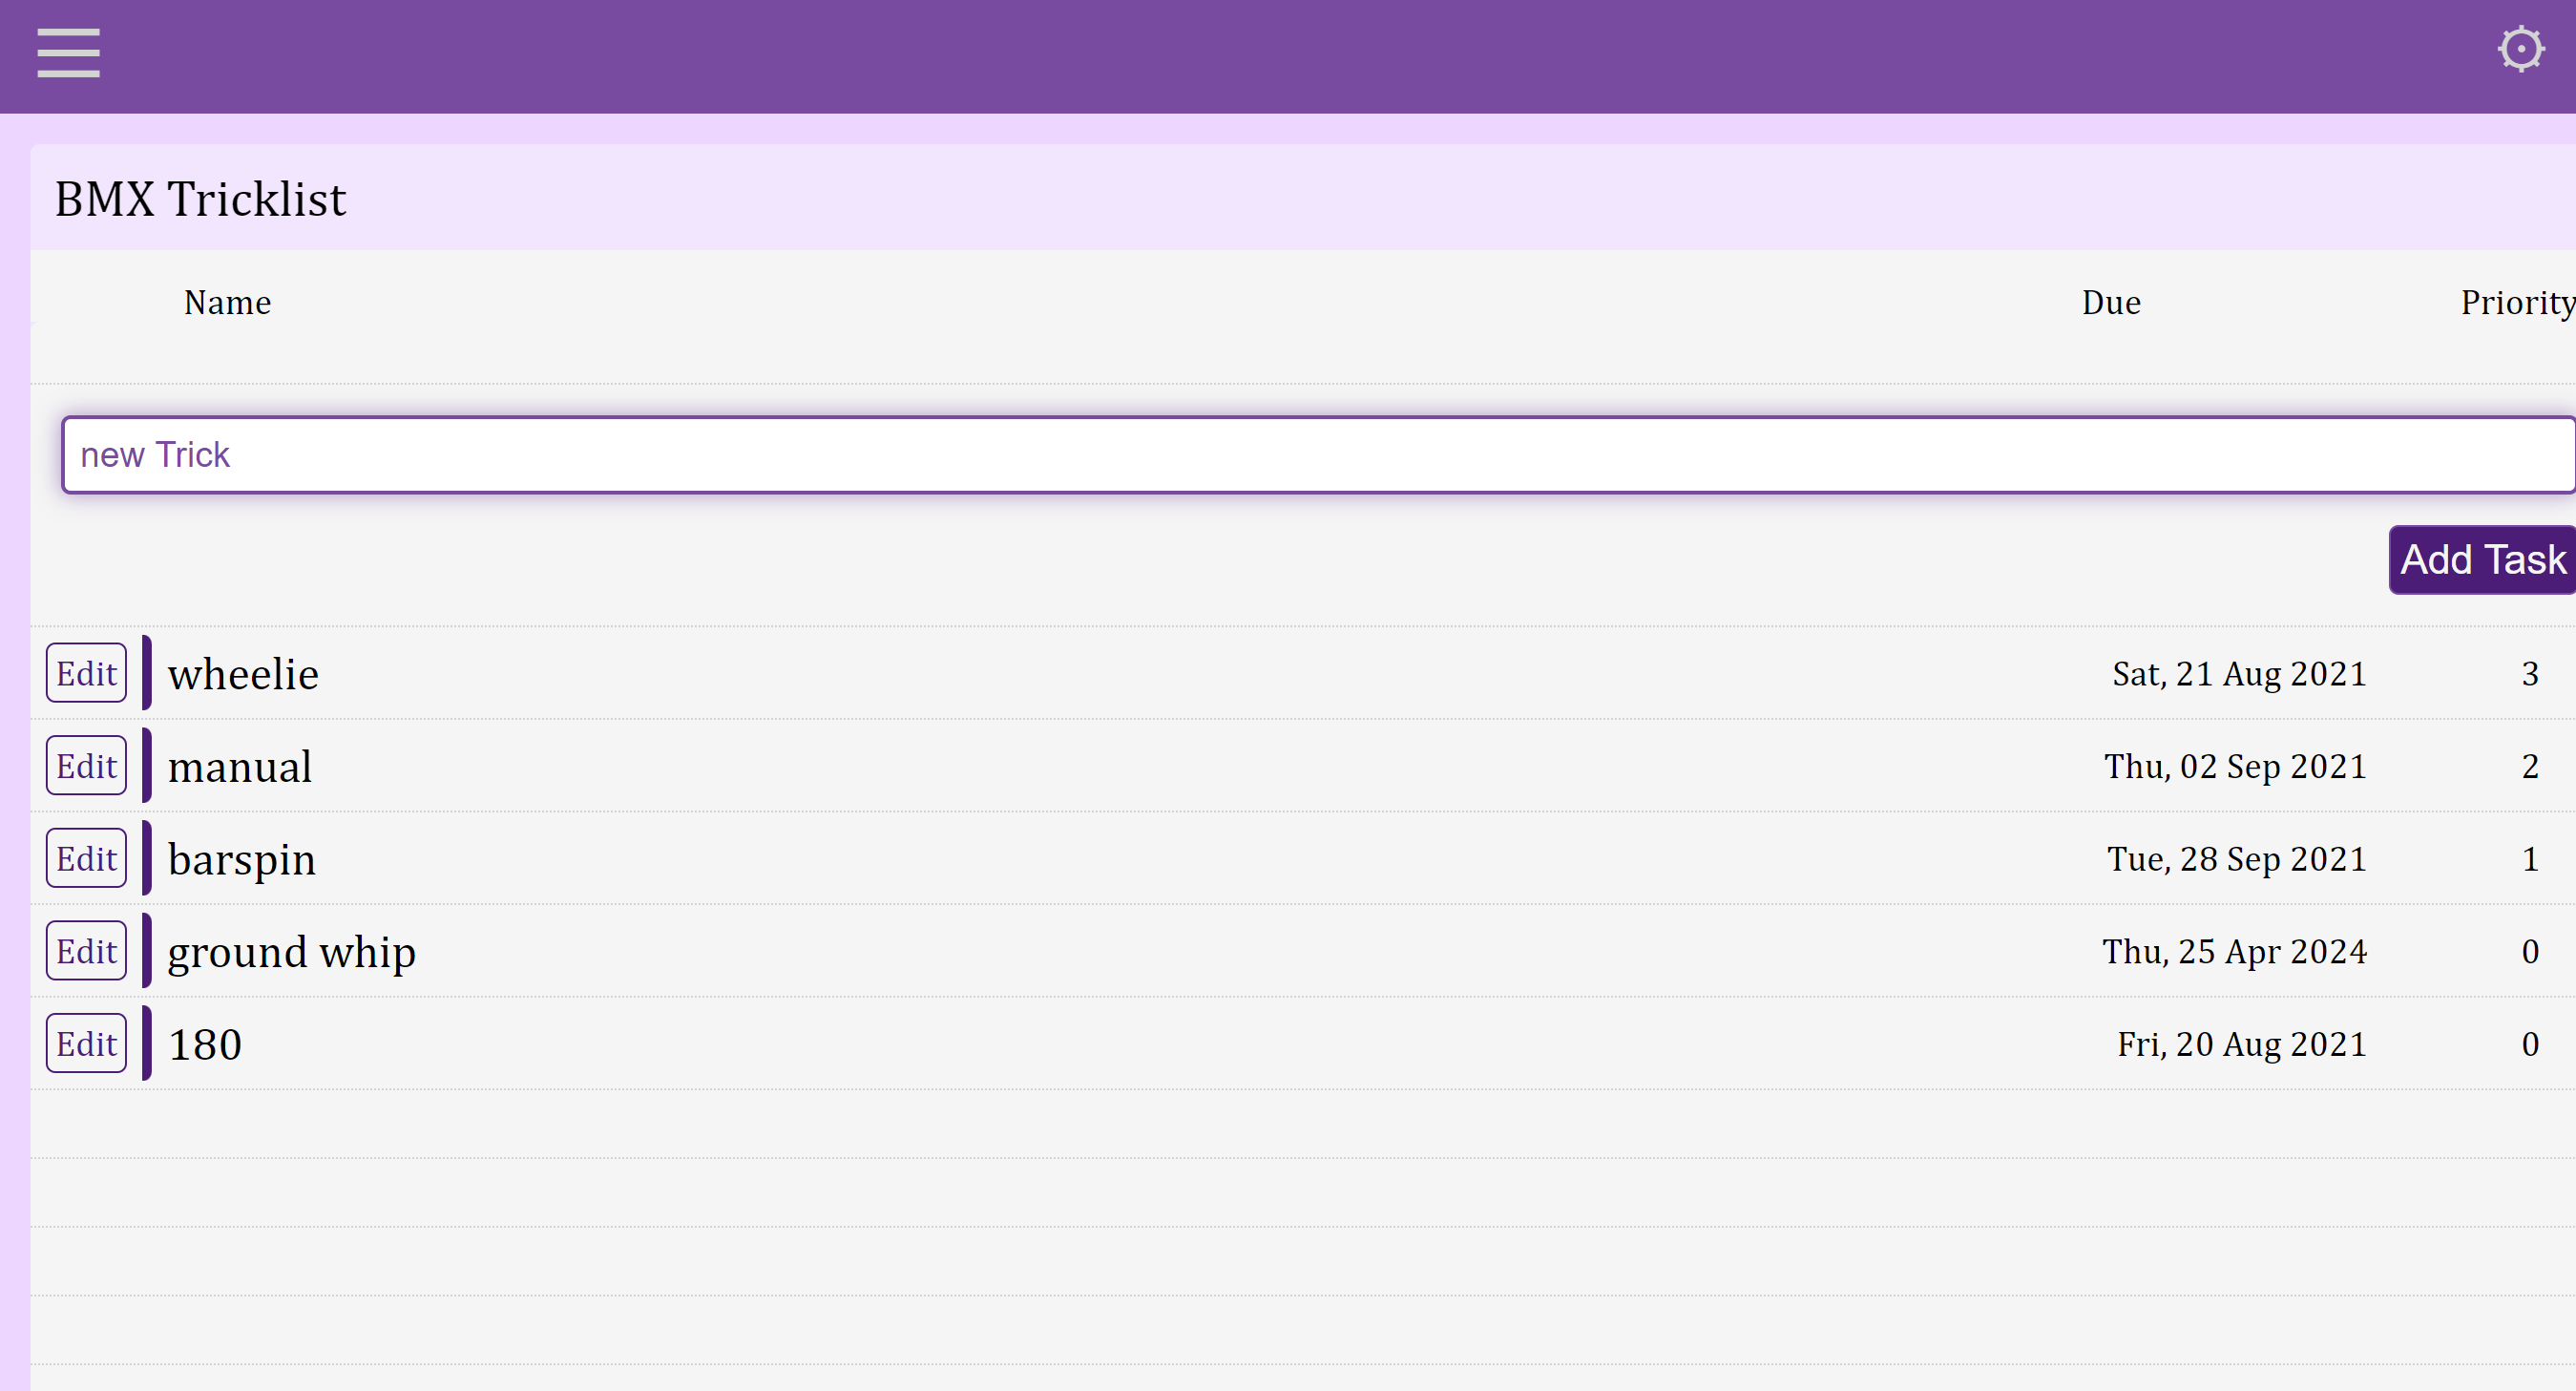 BMX Tricklist
Name Due Priority
new Trick
Add Task
Edit wheelie Sat, 21 Aug 2021 3
Edit manual Thu, 02 Sep 2021 2
Edit barspin Tue, 28 Sep 2021 1
Edit ground whip Thu, 25 Apr 2024 0
Edit 180 Fri, 20 Aug 2021 0